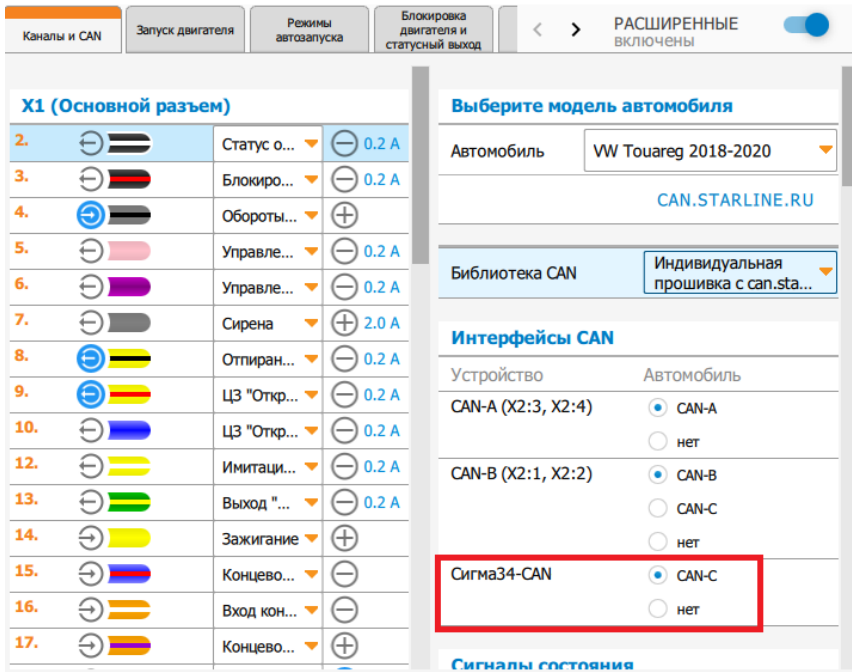 Каналы и CAN
Запуск двигателя
Режимы
автозапуска
Блокировка
двигателя и
статусный выход
РАСШИРЕННЫЕ
включены
X1 (Основной разъем)
2. Статус о... 0.2 A
3. Блокиро... 0.2 A
4. Обороты...
5. Управле... 0.2 A
6. Управле... 0.2 A
7. Сирена 2.0 A
8. Отпиран... 0.2 A
9. ЦЗ "Откр... 0.2 A
10. ЦЗ "Откр... 0.2 A
12. Имитаци... 0.2 A
13. Выход "... 0.2 A
14. Зажигание
15. Концево...
16. Вход кон...
17. Концево...
Выберите модель автомобиля
Автомобиль VW Touareg 2018-2020
CAN.STARLINE.RU
Библиотека CAN
Индивидуальная
прошивка с can.sta...
Интерфейсы CAN
Устройство Автомобиль
CAN-A (X2:3, X2:4) CAN-A
нет
CAN-B (X2:1, X2:2) CAN-B
CAN-C
нет
Сигма34-CAN CAN-C
нет
Сигналы состояния